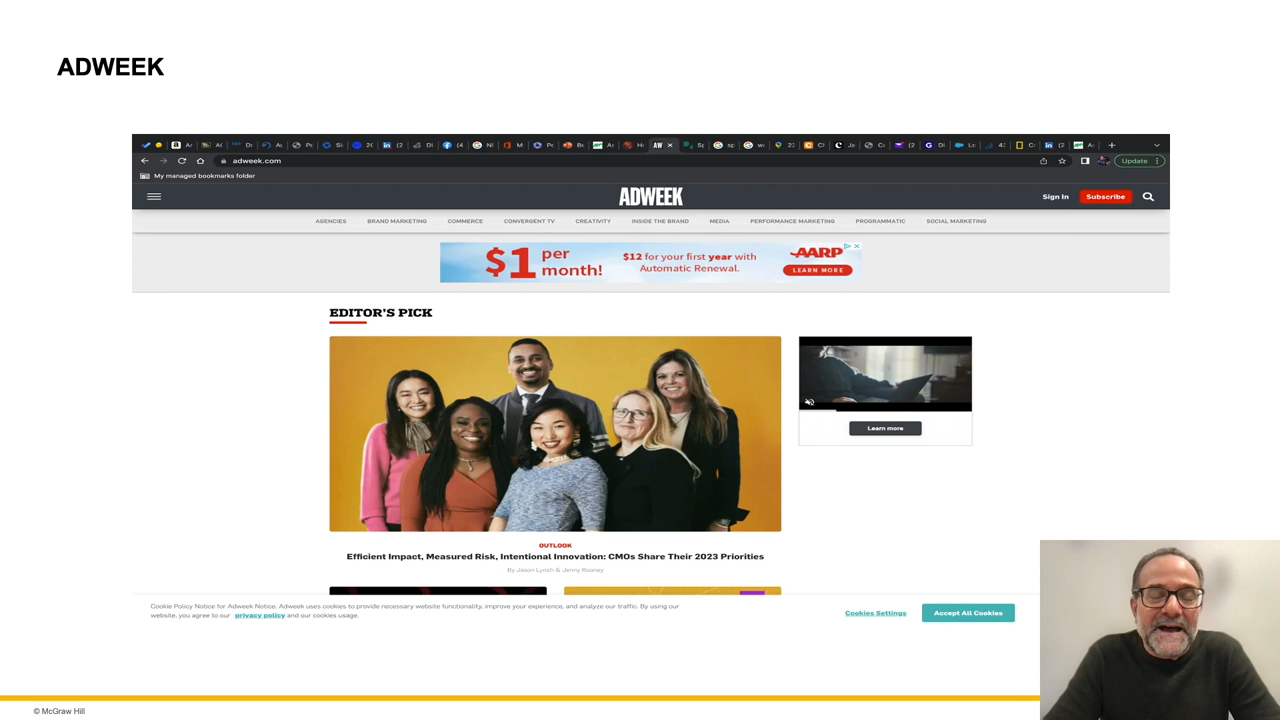 ADWEEK
adweek.com
Update
My managed bookmarks folder
ADWEEK
Sign In
Subscribe
AGENCIES
BRAND MARKETING
COMMERCE
CONVERGENT TV
CREATIVITY
INSIDE THE BRAND
MEDIA
PERFORMANCE MARKETING
PROGRAMMATIC
SOCIAL MARKETING
$1 per
month!
$12 for your first year with
Automatic Renewal.
AARP
LEARN MORE
EDITOR'S PICK
Learn more
OUTLOOK
Efficient Impact, Measured Risk, Intentional Innovation: CMOs Share Their 2023 Priorities
By Jason Lynch & Jenny Rooney
Cookie Policy Notice for Adweek Notice. Adweek uses cookies to provide necessary website functionality, improve your experience, and analyze our traffic. By using our
website, you agree to our privacy policy and our cookies usage.
Cookies Settings
Accept All Cookies
© McGraw Hill